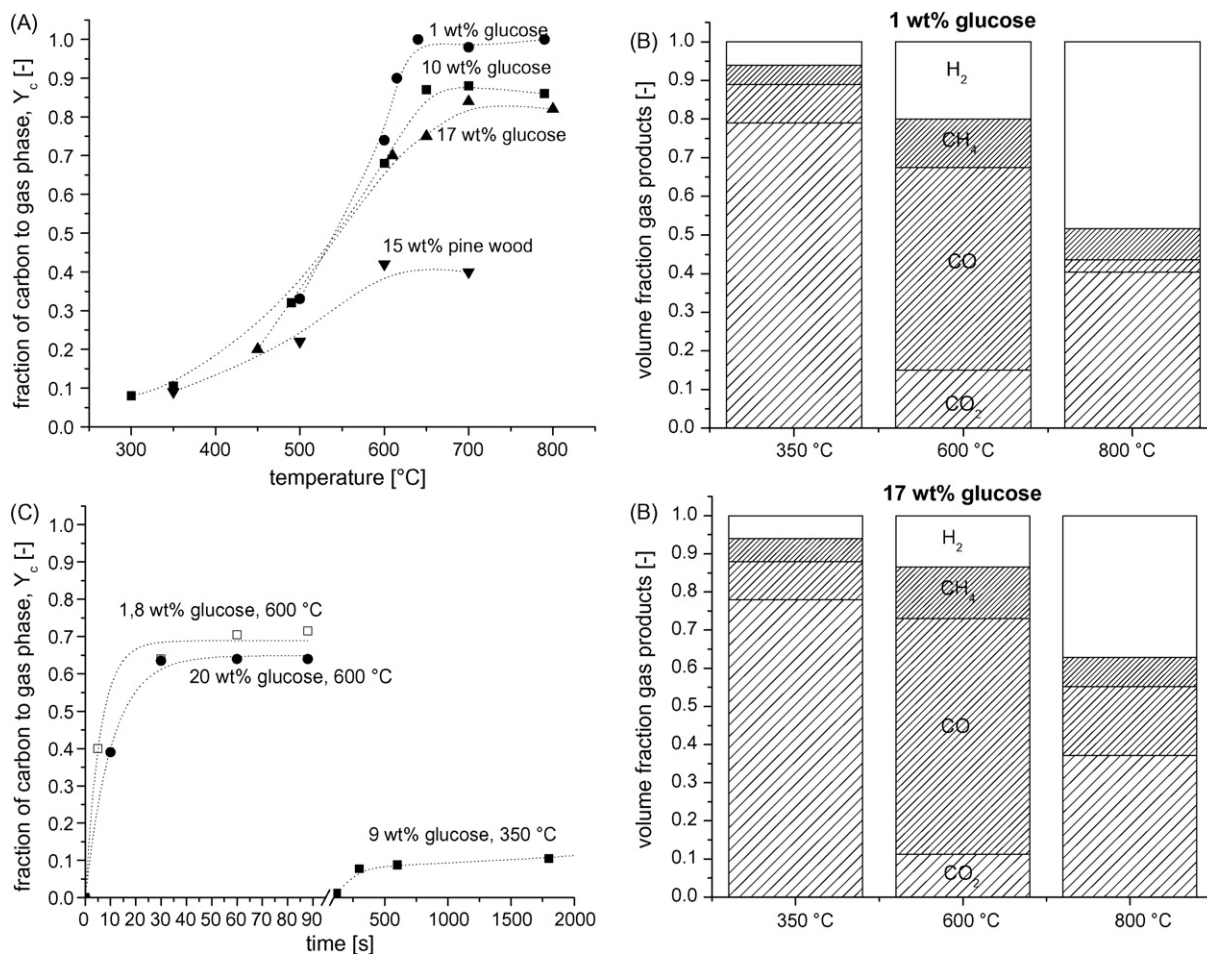 (A)
fraction of carbon to gas phase, Y_c [-]
1.0
0.9
0.8
0.7
0.6
0.5
0.4
0.3
0.2
0.1
0.0
1 wt% glucose
10 wt% glucose
17 wt% glucose
15 wt% pine wood
300 400 500 600 700 800
temperature [°C]
(B)
1 wt% glucose
volume fraction gas products [-]
1.0
0.9
0.8
0.7
0.6
0.5
0.4
0.3
0.2
0.1
0.0
H₂
CH₄
CO
CO₂
350 °C 600 °C 800 °C
(C)
fraction of carbon to gas phase, Y_c [-]
1.0
0.9
0.8
0.7
0.6
0.5
0.4
0.3
0.2
0.1
0.0
1,8 wt% glucose, 600 °C
20 wt% glucose, 600 °C
9 wt% glucose, 350 °C
0 10 20 30 40 50 60 70 80 90 500 1000 1500 2000
time [s]
(B)
17 wt% glucose
volume fraction gas products [-]
1.0
0.9
0.8
0.7
0.6
0.5
0.4
0.3
0.2
0.1
0.0
H₂
CH₄
CO
CO₂
350 °C 600 °C 800 °C